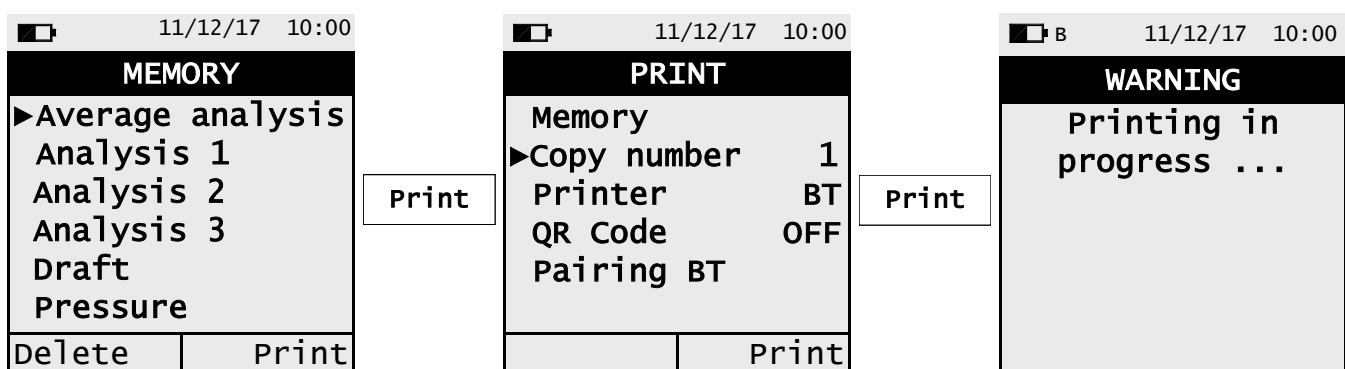 11/12/17 10:00
MEMORY
▶Average analysis
Analysis 1
Analysis 2
Analysis 3
Draft
Pressure
Delete Print
Print
11/12/17 10:00
PRINT
Memory
▶Copy number 1
Printer BT
QR Code OFF
Pairing BT
Print
Print
B 11/12/17 10:00
WARNING
Printing in
progress ...